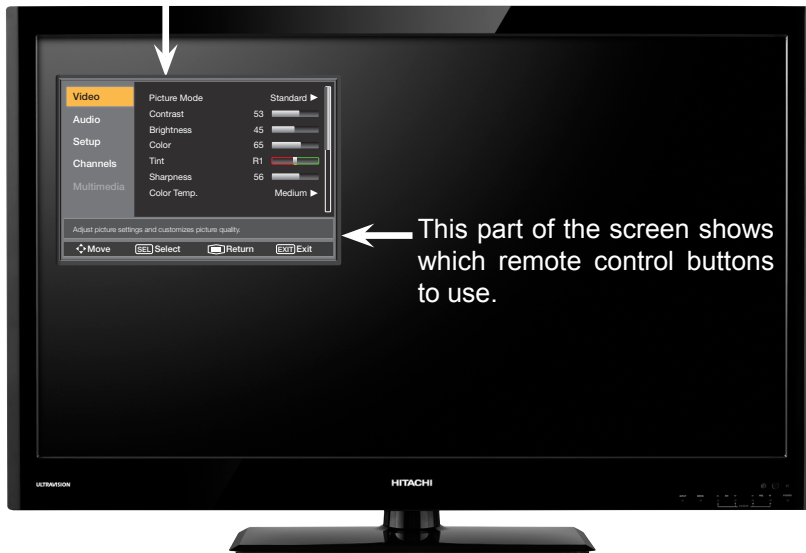 Video
Audio
Setup
Channels
Multimedia
Picture Mode Standard ▶
Contrast 53
Brightness 45
Color 65
Tint R1
Sharpness 56
Color Temp. Medium ▶
Adjust picture settings and customizes picture quality.
Move SEL Select Return EXIT Exit
This part of the screen shows
which remote control buttons
to use.
ULTRAVISION
HITACHI